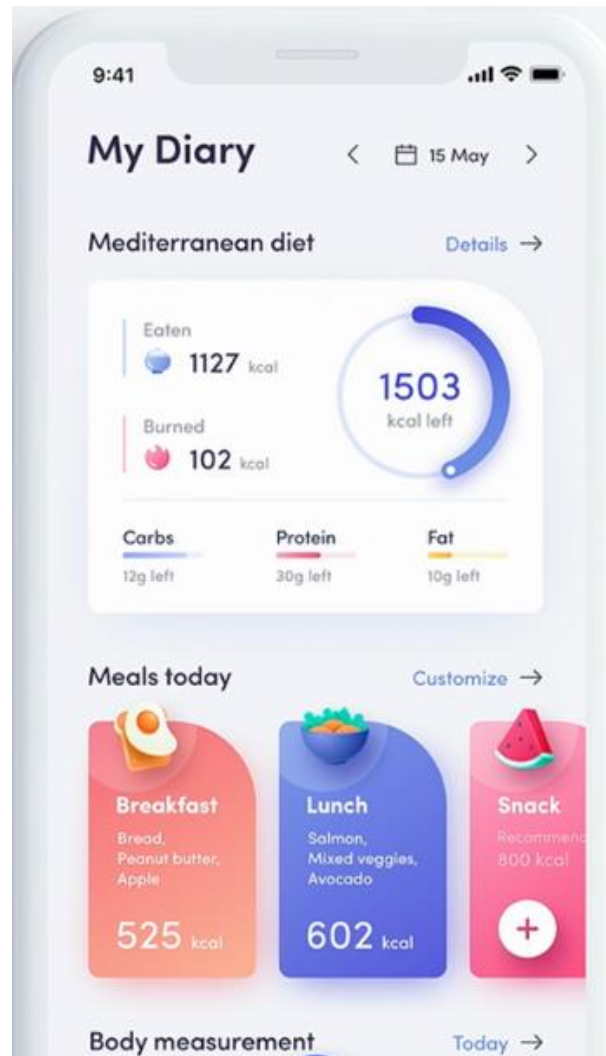 9:41
My Diary
15 May
Mediterranean diet
Details
Eaten
1127 kcal
Burned
102 kcal
1503
kcal left
Carbs
Protein
Fat
12g left
30g left
10g left
Meals today
Customize
Breakfast
Bread,
Peanut butter,
Apple
525 kcal
Lunch
Salmon,
Mixed veggies,
Avocado
602 kcal
Snack
Recommend
800 kcal
Body measurement
Today